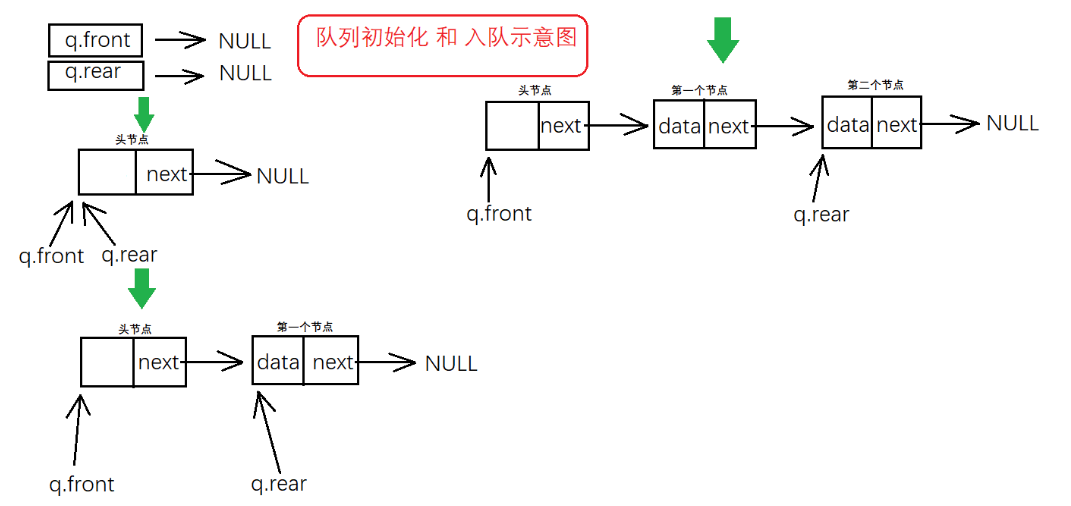 q.front NULL
q.rear NULL
队列初始化 和 入队示意图
头节点
next NULL
q.front q.rear
头节点 第一个节点
next data next NULL
q.front
q.rear
头节点 第一个节点 第二个节点
next data next data next NULL
q.front q.rear